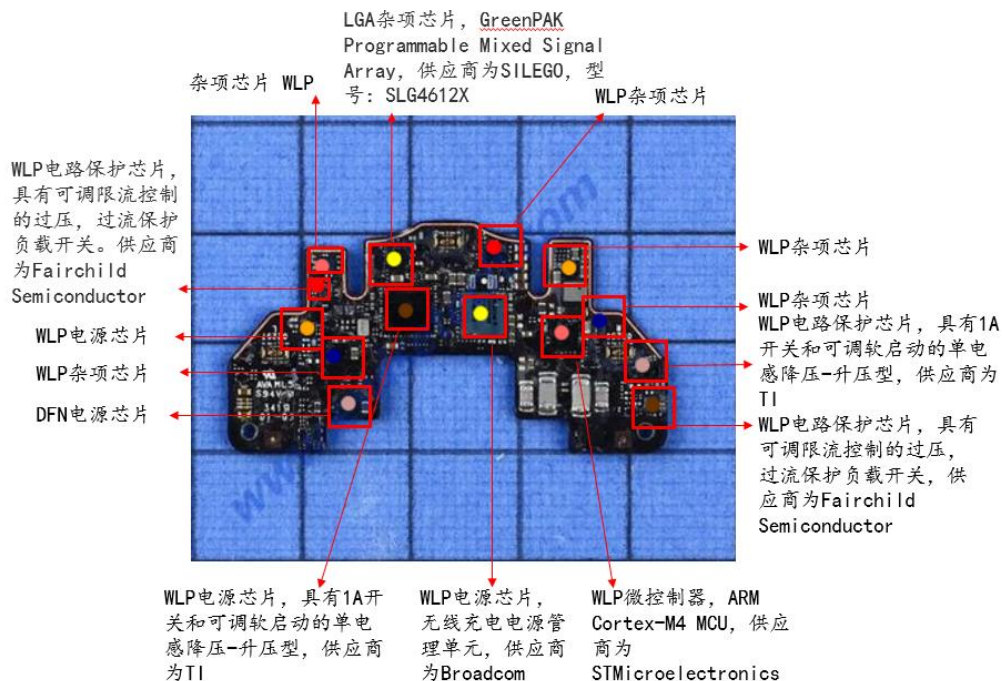 LGA杂项芯片，GreenPAK
Programmable Mixed Signal
Array，供应商为SILEGO，型
号：SLG4612X
杂项芯片 WLP
WLP杂项芯片
WLP电路保护芯片，
具有可调限流控制
的过压，过流保护
负载开关。供应商
为Fairchild
Semiconductor
WLP电源芯片
WLP杂项芯片
DFN电源芯片
WLP杂项芯片
WLP杂项芯片
WLP电路保护芯片，具有1A
开关和可调软启动的单电
感降压-升压型，供应商为
TI
WLP电路保护芯片，具有
可调限流控制的过压，
过流保护负载开关，供
应商为Fairchild
Semiconductor
AVA ML5
S94V-0
WLP电源芯片，具有1A开
关和可调软启动的单电
感降压-升压型，供应商
为TI
WLP电源芯片，
无线充电电源管
理单元，供应商
为Broadcom
WLP微控制器，ARM
Cortex-M4 MCU，供应
商为
STMicroelectronics